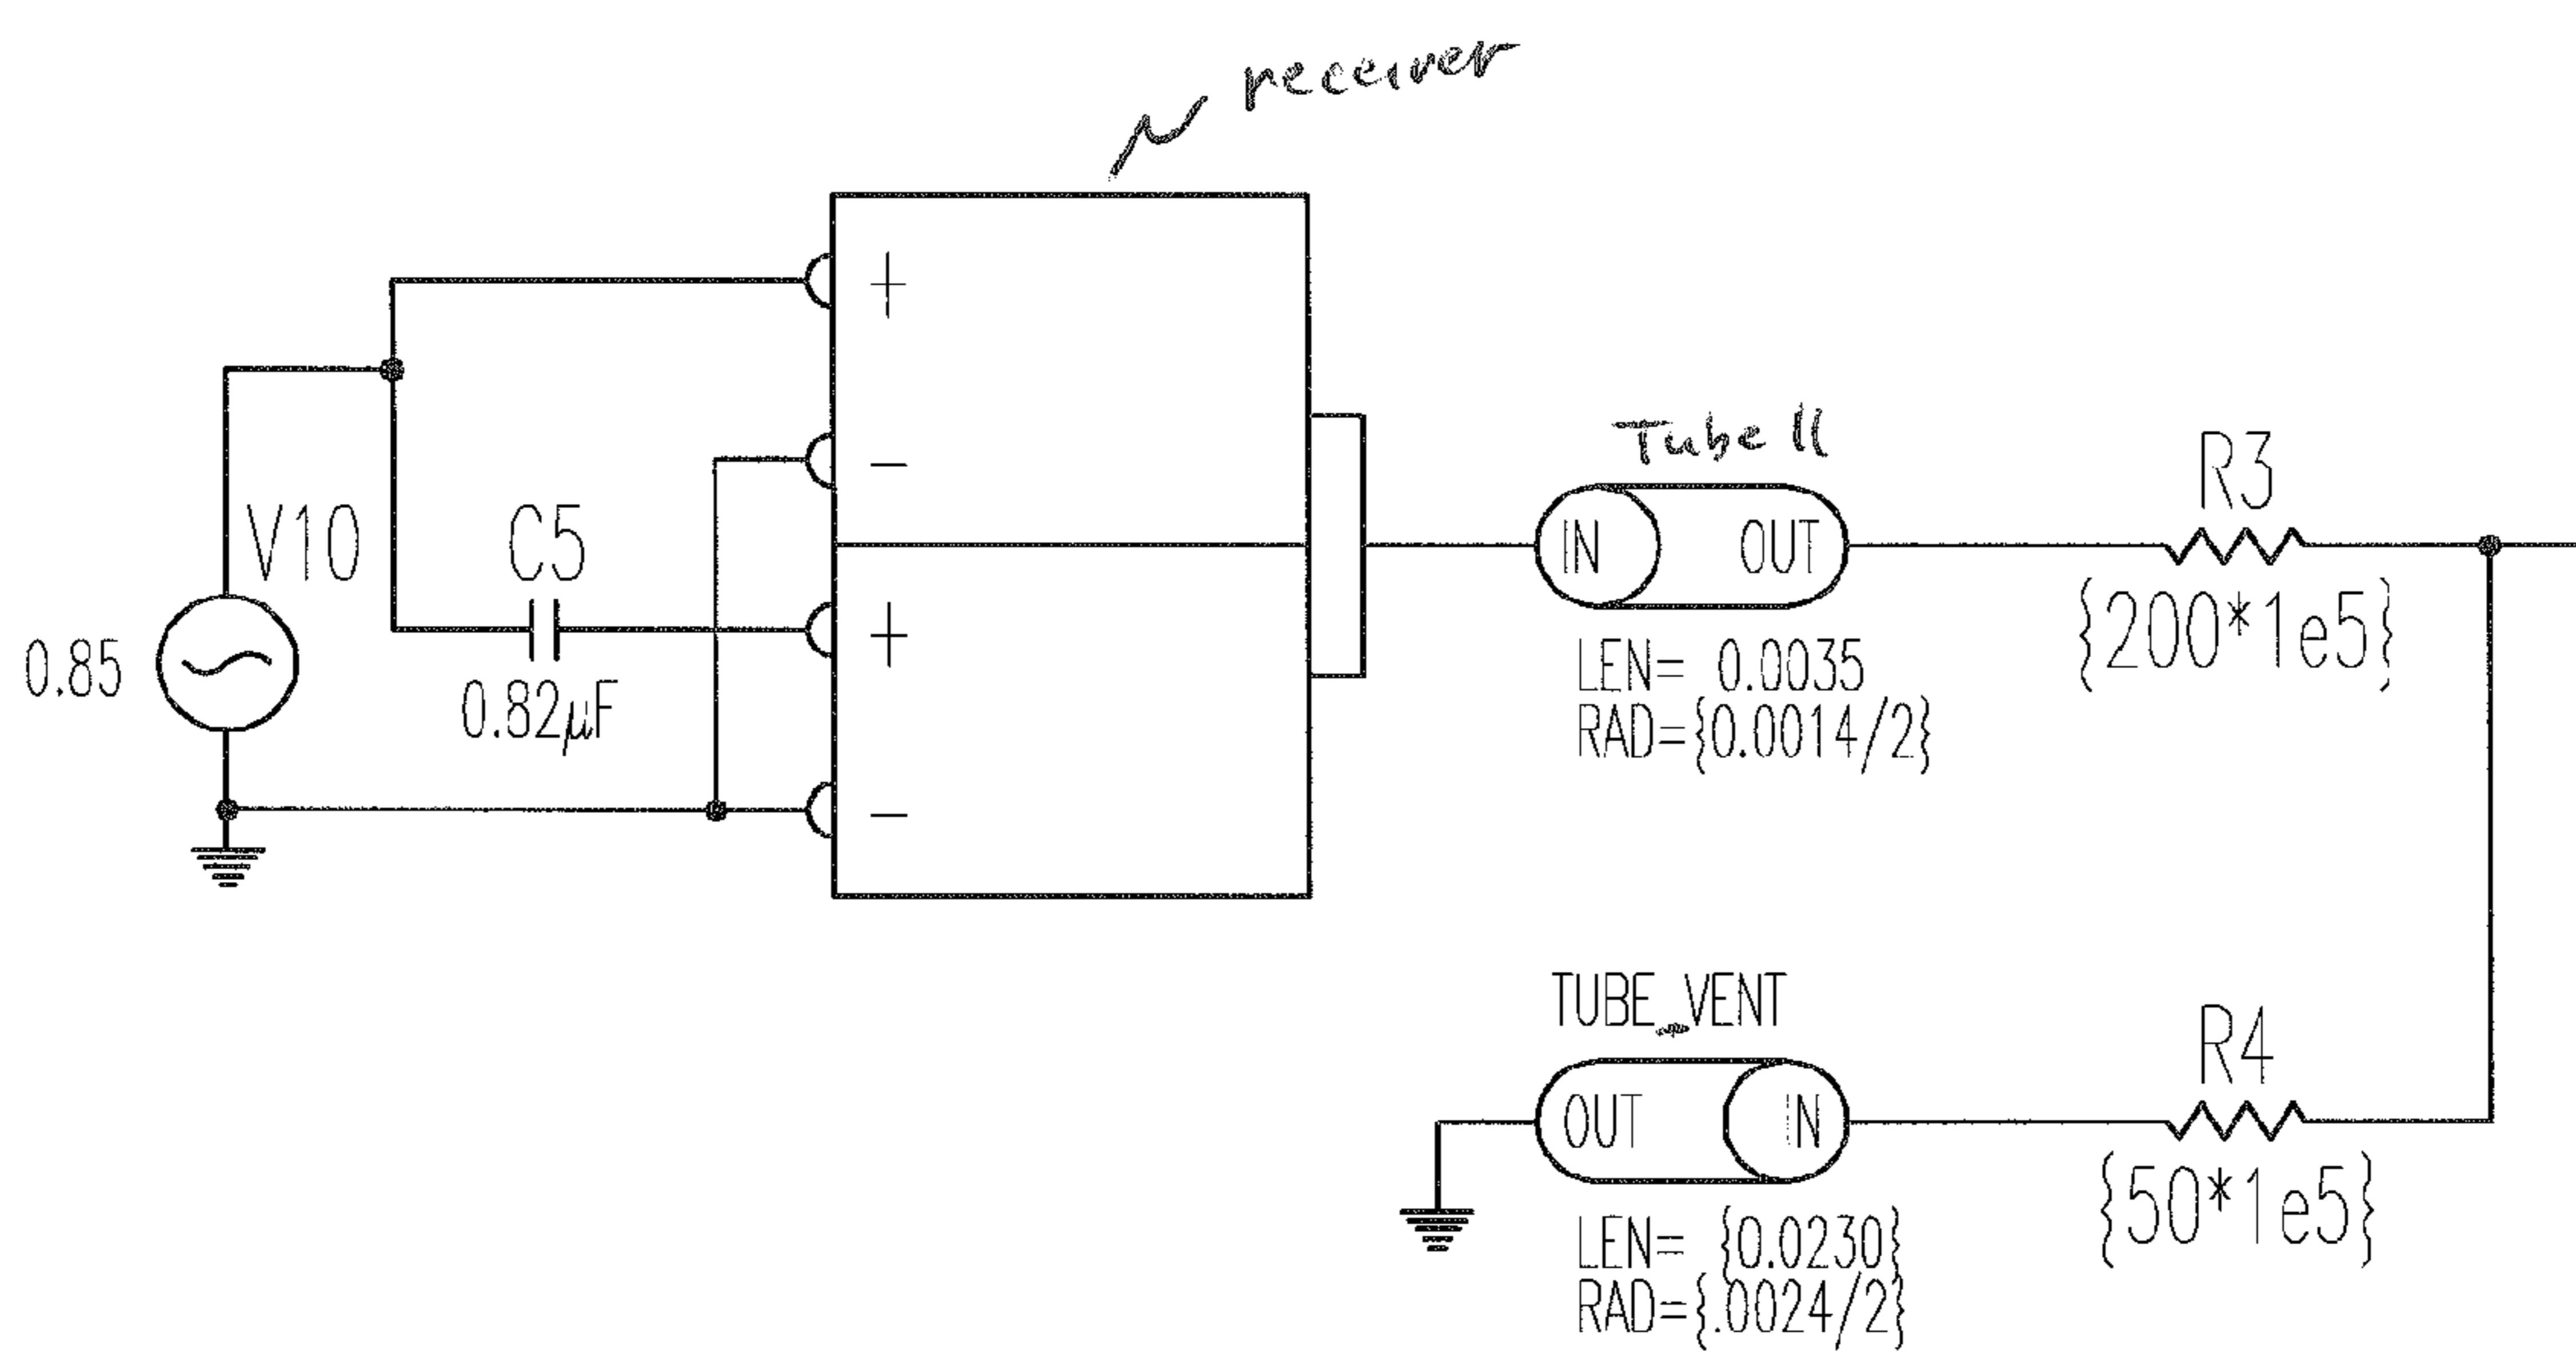 receiver
+
−
+
−
V10
0.85
C5
0.82μF
Tube 11
IN
OUT
LEN= 0.0035
RAD={0.0014/2}
R3
{200*1e5}
TUBE_VENT
OUT
IN
LEN= {0.0230}
RAD={.0024/2}
R4
{50*1e5}